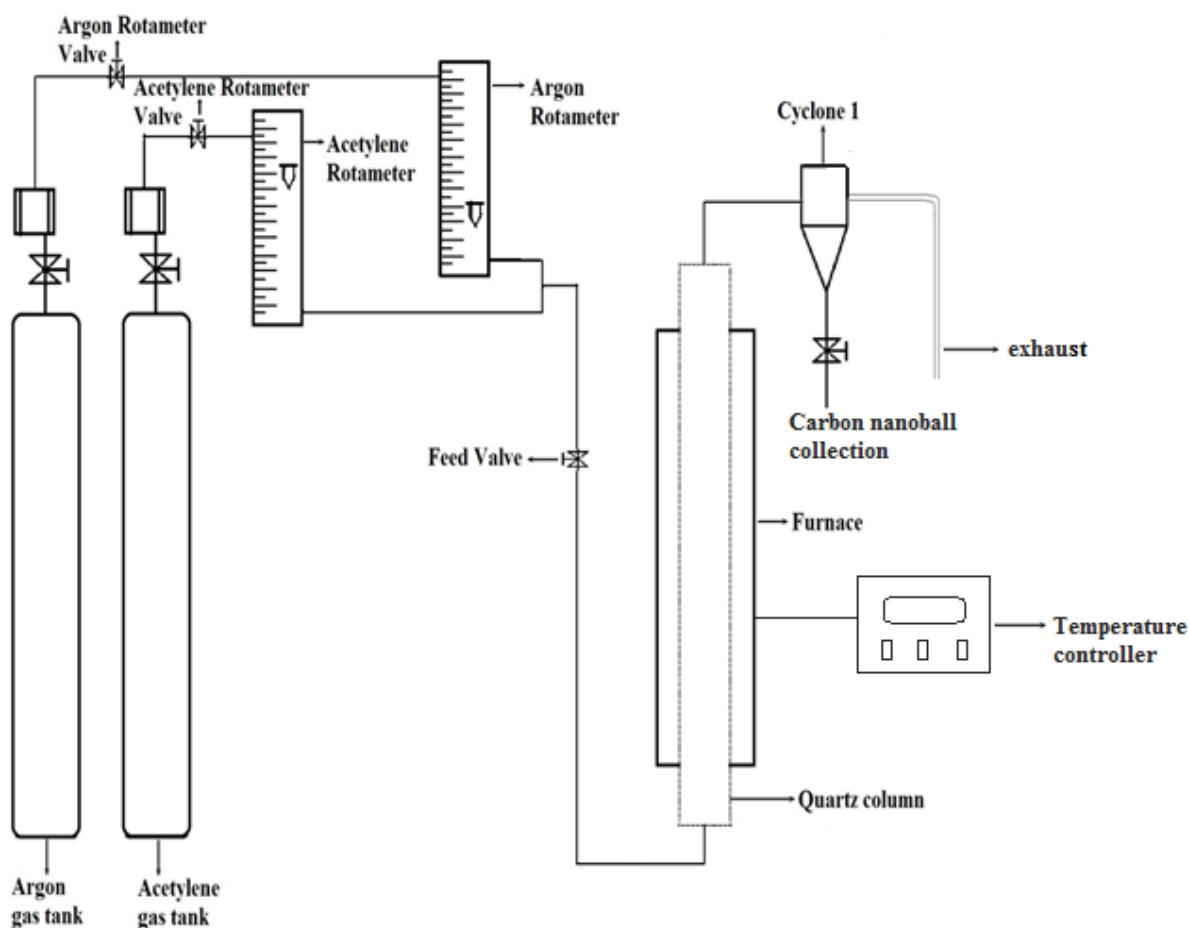 Argon Rotameter
Valve
Acetylene Rotameter
Valve
Argon
Rotameter
Acetylene
Rotameter
Cyclone 1
exhaust
Carbon nanoball
collection
Feed Valve
Furnace
Temperature
controller
Quartz column
Argon
gas tank
Acetylene
gas tank